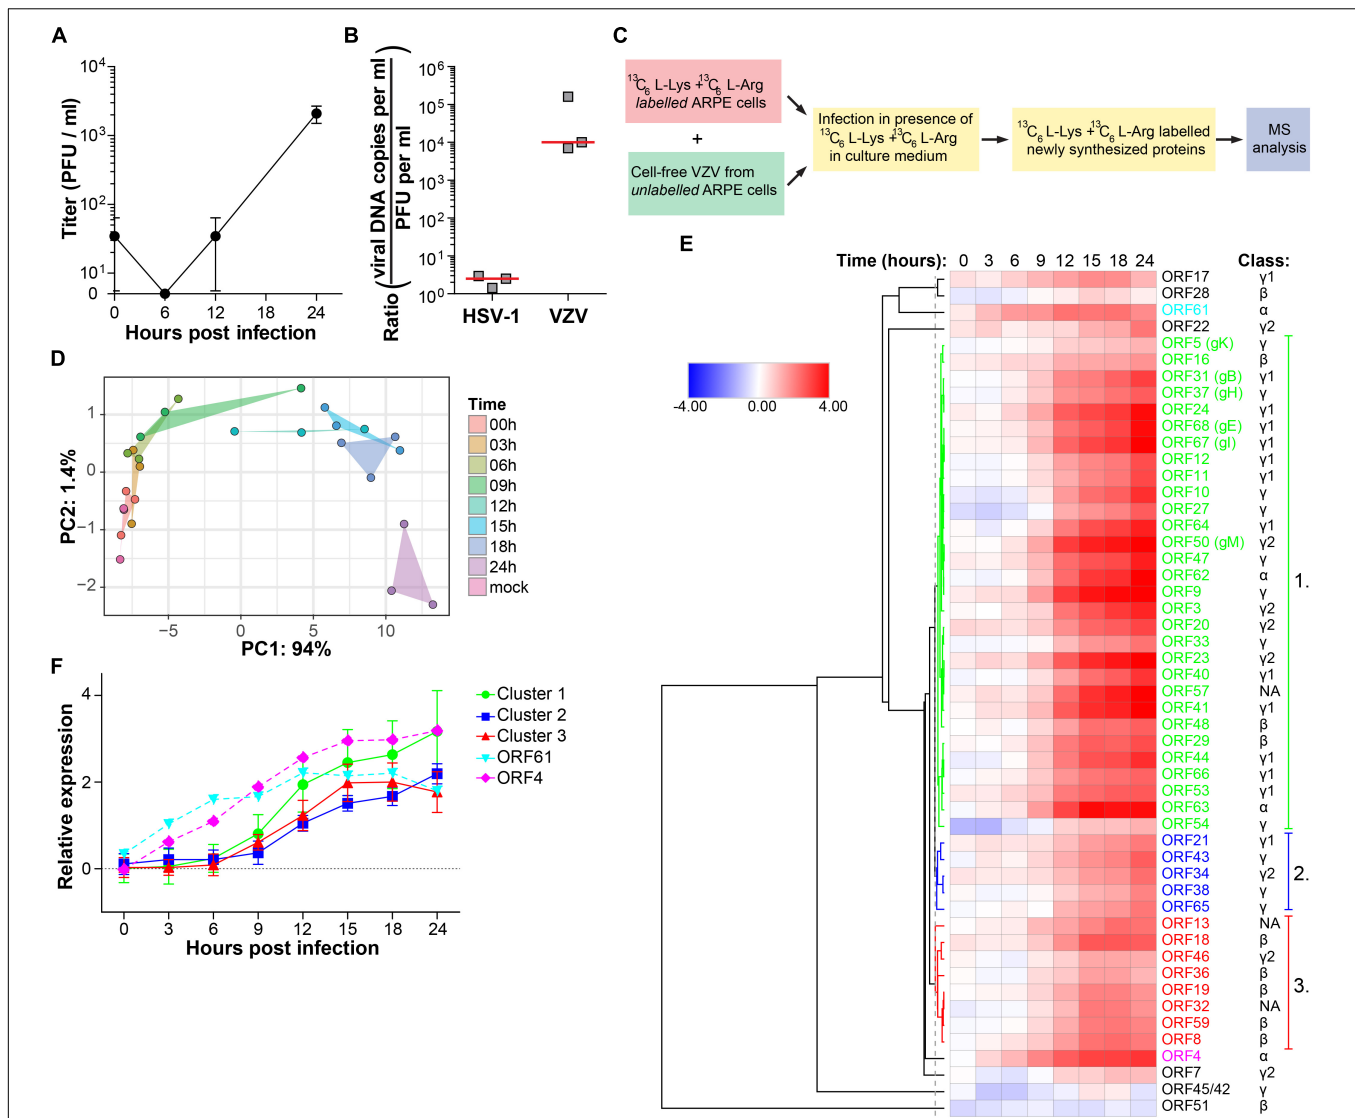 A
Titer (PFU / ml)
10⁴
10³
10²
10¹
0
0 6 12 18 24
Hours post infection
B
Ratio ( viral DNA copies per ml / PFU per ml )
10⁶
10⁵
10⁴
10³
10²
10¹
10⁰
HSV-1 VZV
C
¹³C₆ L-Lys +¹³C₆ L-Arg
labelled ARPE cells
+
Cell-free VZV from
unlabelled ARPE cells
Infection in presence of
¹³C₆ L-Lys +¹³C₆ L-Arg
in culture medium
¹³C₆ L-Lys +¹³C₆ L-Arg labelled
newly synthesized proteins
MS
analysis
D
PC2: 1.4%
1
0
−1
−2
−5 0 5 10
PC1: 94%
Time
00h
03h
06h
09h
12h
15h
18h
24h
mock
E
Time (hours): 0 3 6 9 12 15 18 24 Class:
-4.00 0.00 4.00
ORF17 γ1
ORF28 β
ORF61 α
ORF22 γ2
ORF5 (gK) γ
ORF16 β
ORF31 (gB) γ1
ORF37 (gH) γ
ORF24 γ1
ORF68 (gE) γ1
ORF67 (gI) γ1
ORF12 γ1
ORF11 γ1
ORF10 γ
ORF27 γ
ORF64 γ1
ORF50 (gM) γ2
ORF47 γ
ORF62 α
ORF9 γ
ORF3 γ2
ORF20 γ2
ORF33 γ
ORF23 γ2
ORF40 γ1
ORF57 NA
ORF41 γ1
ORF48 β
ORF29 β
ORF44 γ1
ORF66 γ1
ORF53 γ1
ORF63 α
ORF54 γ
1.
ORF21 γ1
ORF43 γ
ORF34 γ2
ORF38 γ
ORF65 γ
2.
ORF13 NA
ORF18 β
ORF46 γ2
ORF36 β
ORF19 β
ORF32 NA
ORF59 β
ORF8 β
3.
ORF4 α
ORF7 γ2
ORF45/42 γ
ORF51 β
F
Relative expression
4
2
0
0 3 6 9 12 15 18 24
Hours post infection
Cluster 1
Cluster 2
Cluster 3
ORF61
ORF4